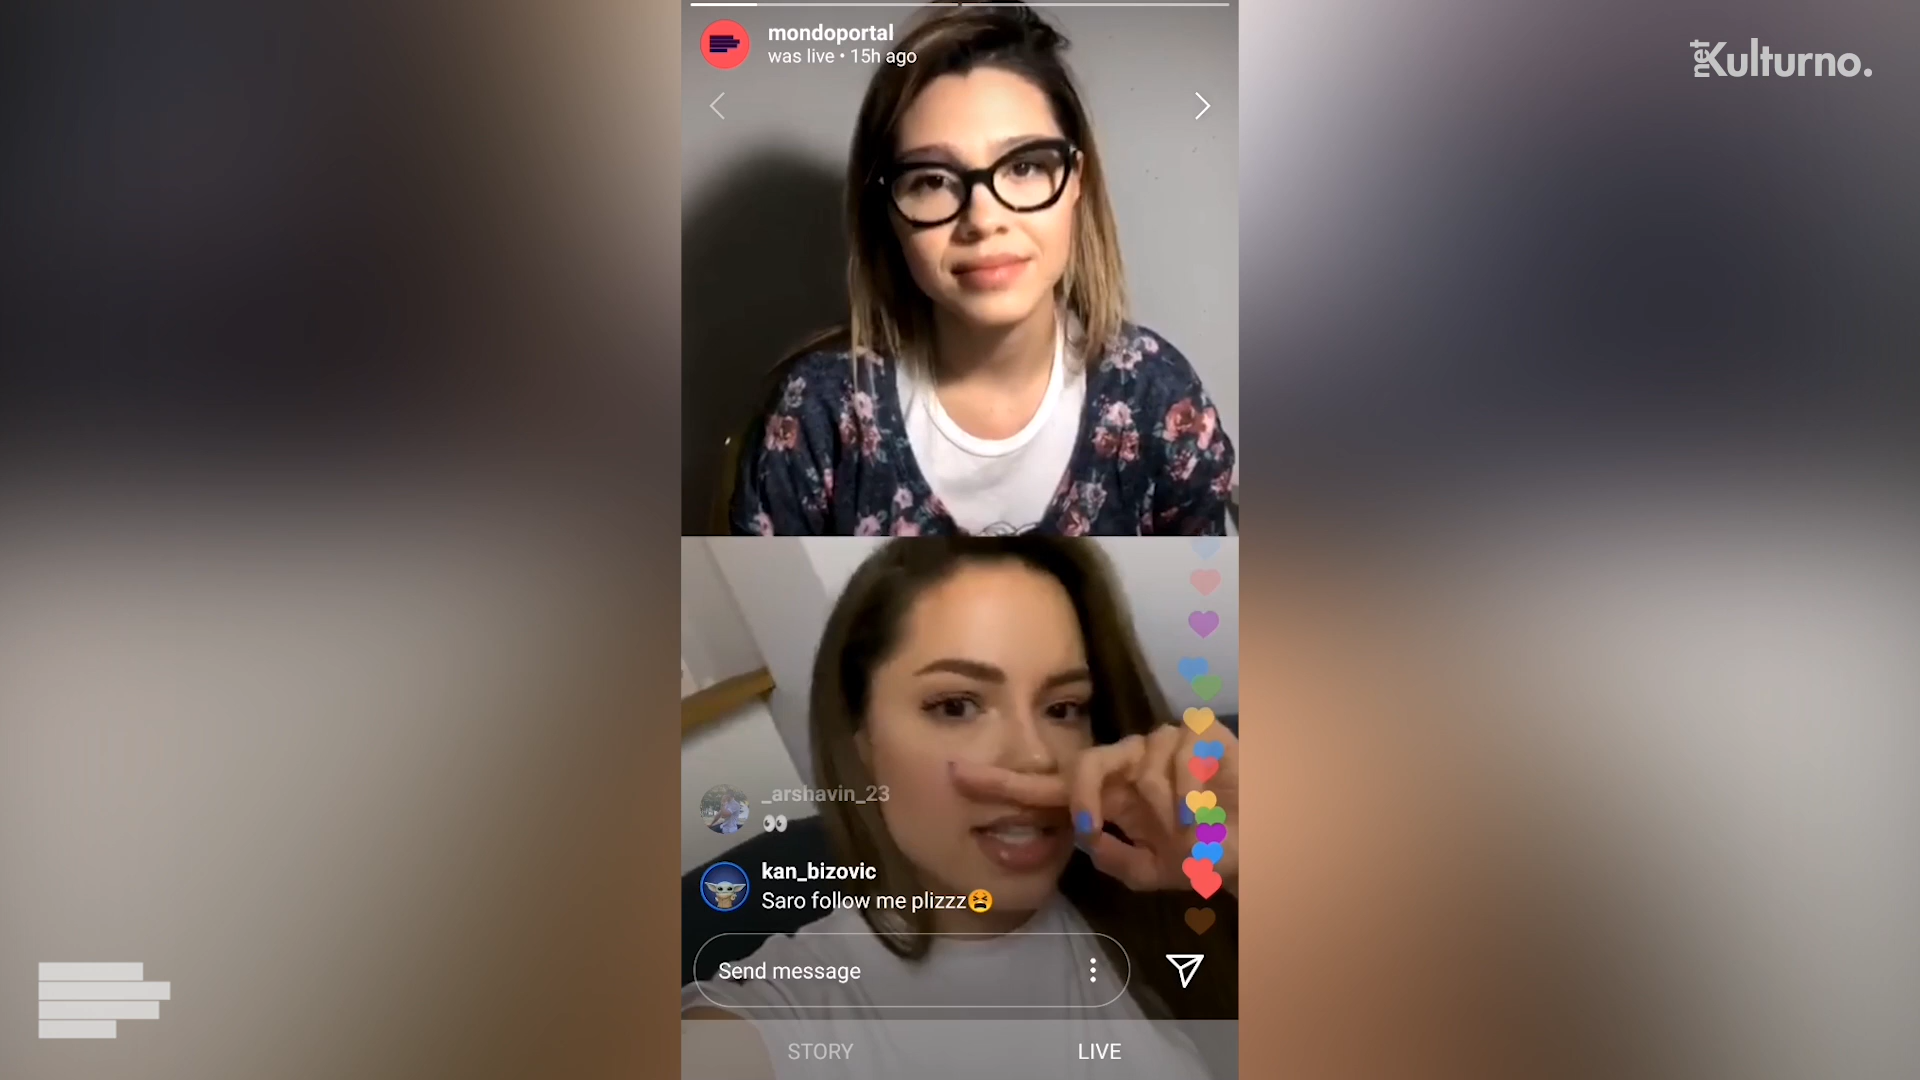 mondoportal
was live • 15h ago
netKulturno.
_arshavin_23
👀
kan_bizovic
Saro follow me plizzz😫
Send message
STORY
LIVE